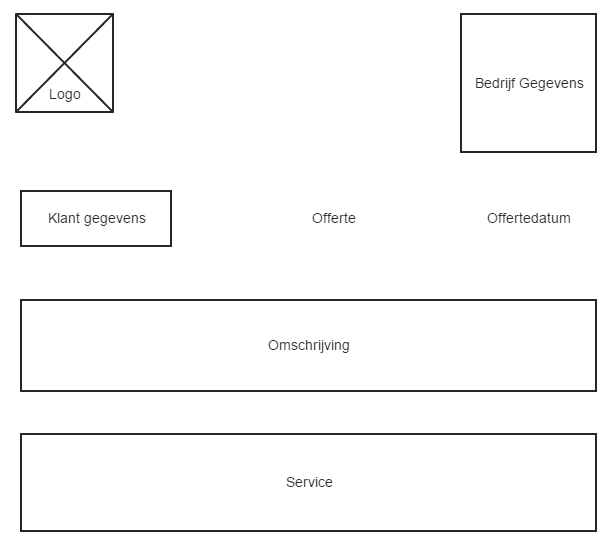 Logo
Bedrijf Gegevens
Klant gegevens
Offerte
Offertedatum
Omschrijving
Service